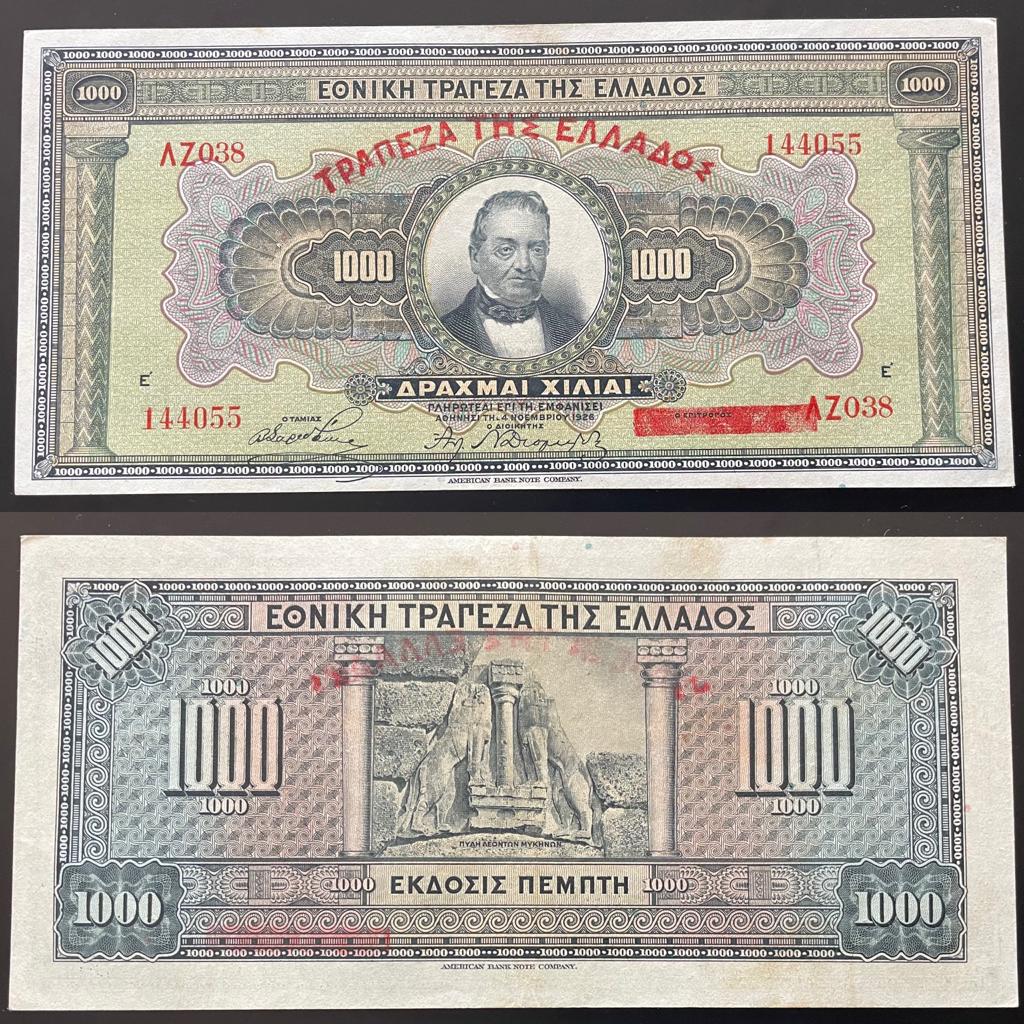 1000 ΕΘΝΙΚΗ ΤΡΑΠΕΖΑ ΤΗΣ ΕΛΛΑΔΟΣ 1000
ΤΡΑΠΕΖΑ ΤΗΣ ΕΛΛΑΔΟΣ
ΛΖ038 144055
1000 1000
Ε΄ Ε΄
ΔΡΑΧΜΑΙ ΧΙΛΙΑΙ
ΠΛΗΡΩΤΕΑΙ ΕΠΙ ΤΗ ΕΜΦΑΝΙΣΕΙ
ΑΘΗΝΗΣΙ ΤΗ. 4 ΝΟΕΜΒΡΙΟΥ 1926
144055 Ο ΤΑΜΙΑΣ Ο ΔΙΟΙΚΗΤΗΣ Ο ΕΠΙΤΡΟΠΟΣ ΛΖ038
AMERICAN BANK NOTE COMPANY.
1000 ΕΘΝΙΚΗ ΤΡΑΠΕΖΑ ΤΗΣ ΕΛΛΑΔΟΣ 1000
1000 1000
1000 1000
1000 1000
ΠΥΛΗ ΛΕΟΝΤΩΝ ΜΥΚΗΝΩΝ
1000 1000 ΕΚΔΟΣΙΣ ΠΕΜΠΤΗ 1000 1000
AMERICAN BANK NOTE COMPANY.